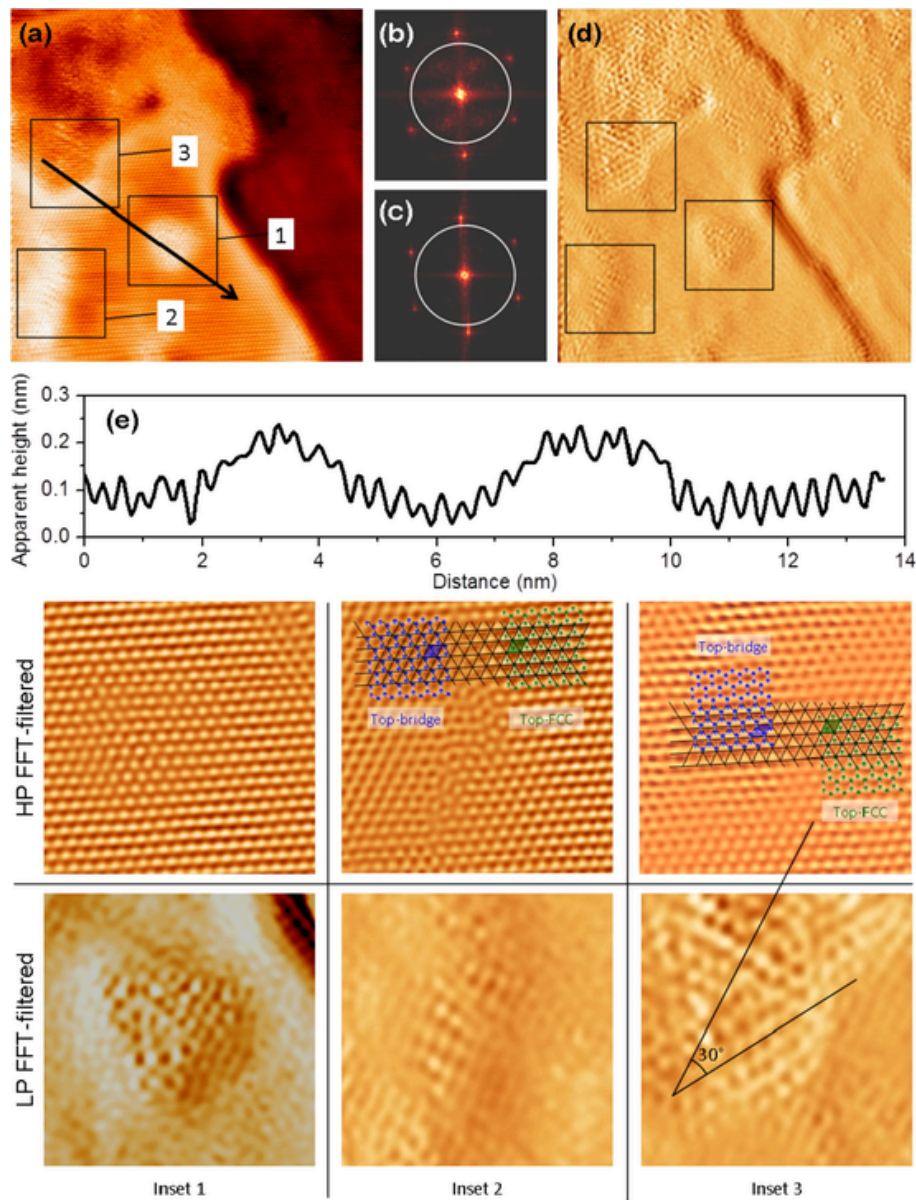 (a)
(b)
(c)
(d)
3
1
2
(e)
Apparent height (nm)
0.3
0.2
0.1
0.0
0 2 4 6 8 10 12 14
Distance (nm)
HP FFT-filtered
Top-bridge
Top-FCC
Top-bridge
Top-FCC
LP FFT-filtered
30°
Inset 1
Inset 2
Inset 3